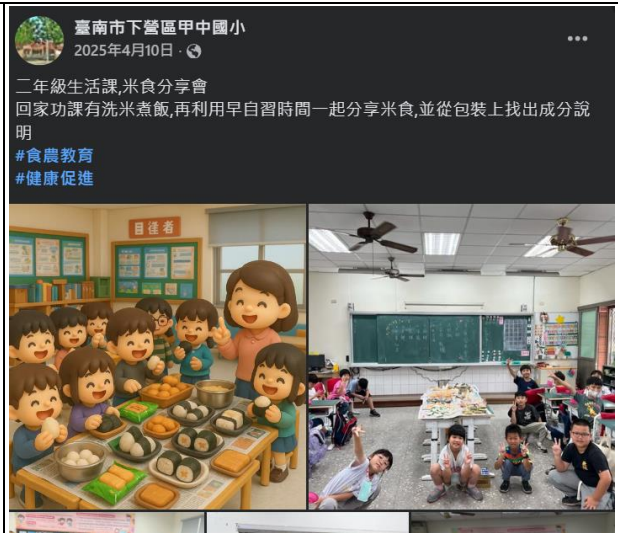 臺南市下營區甲中國小
2025年4月10日
二年級生活課,米食分享會
回家功課有洗米煮飯,再利用早自習時間一起分享米食,並從包裝上找出成分說
明
#食農教育
#健康促進
目僅者